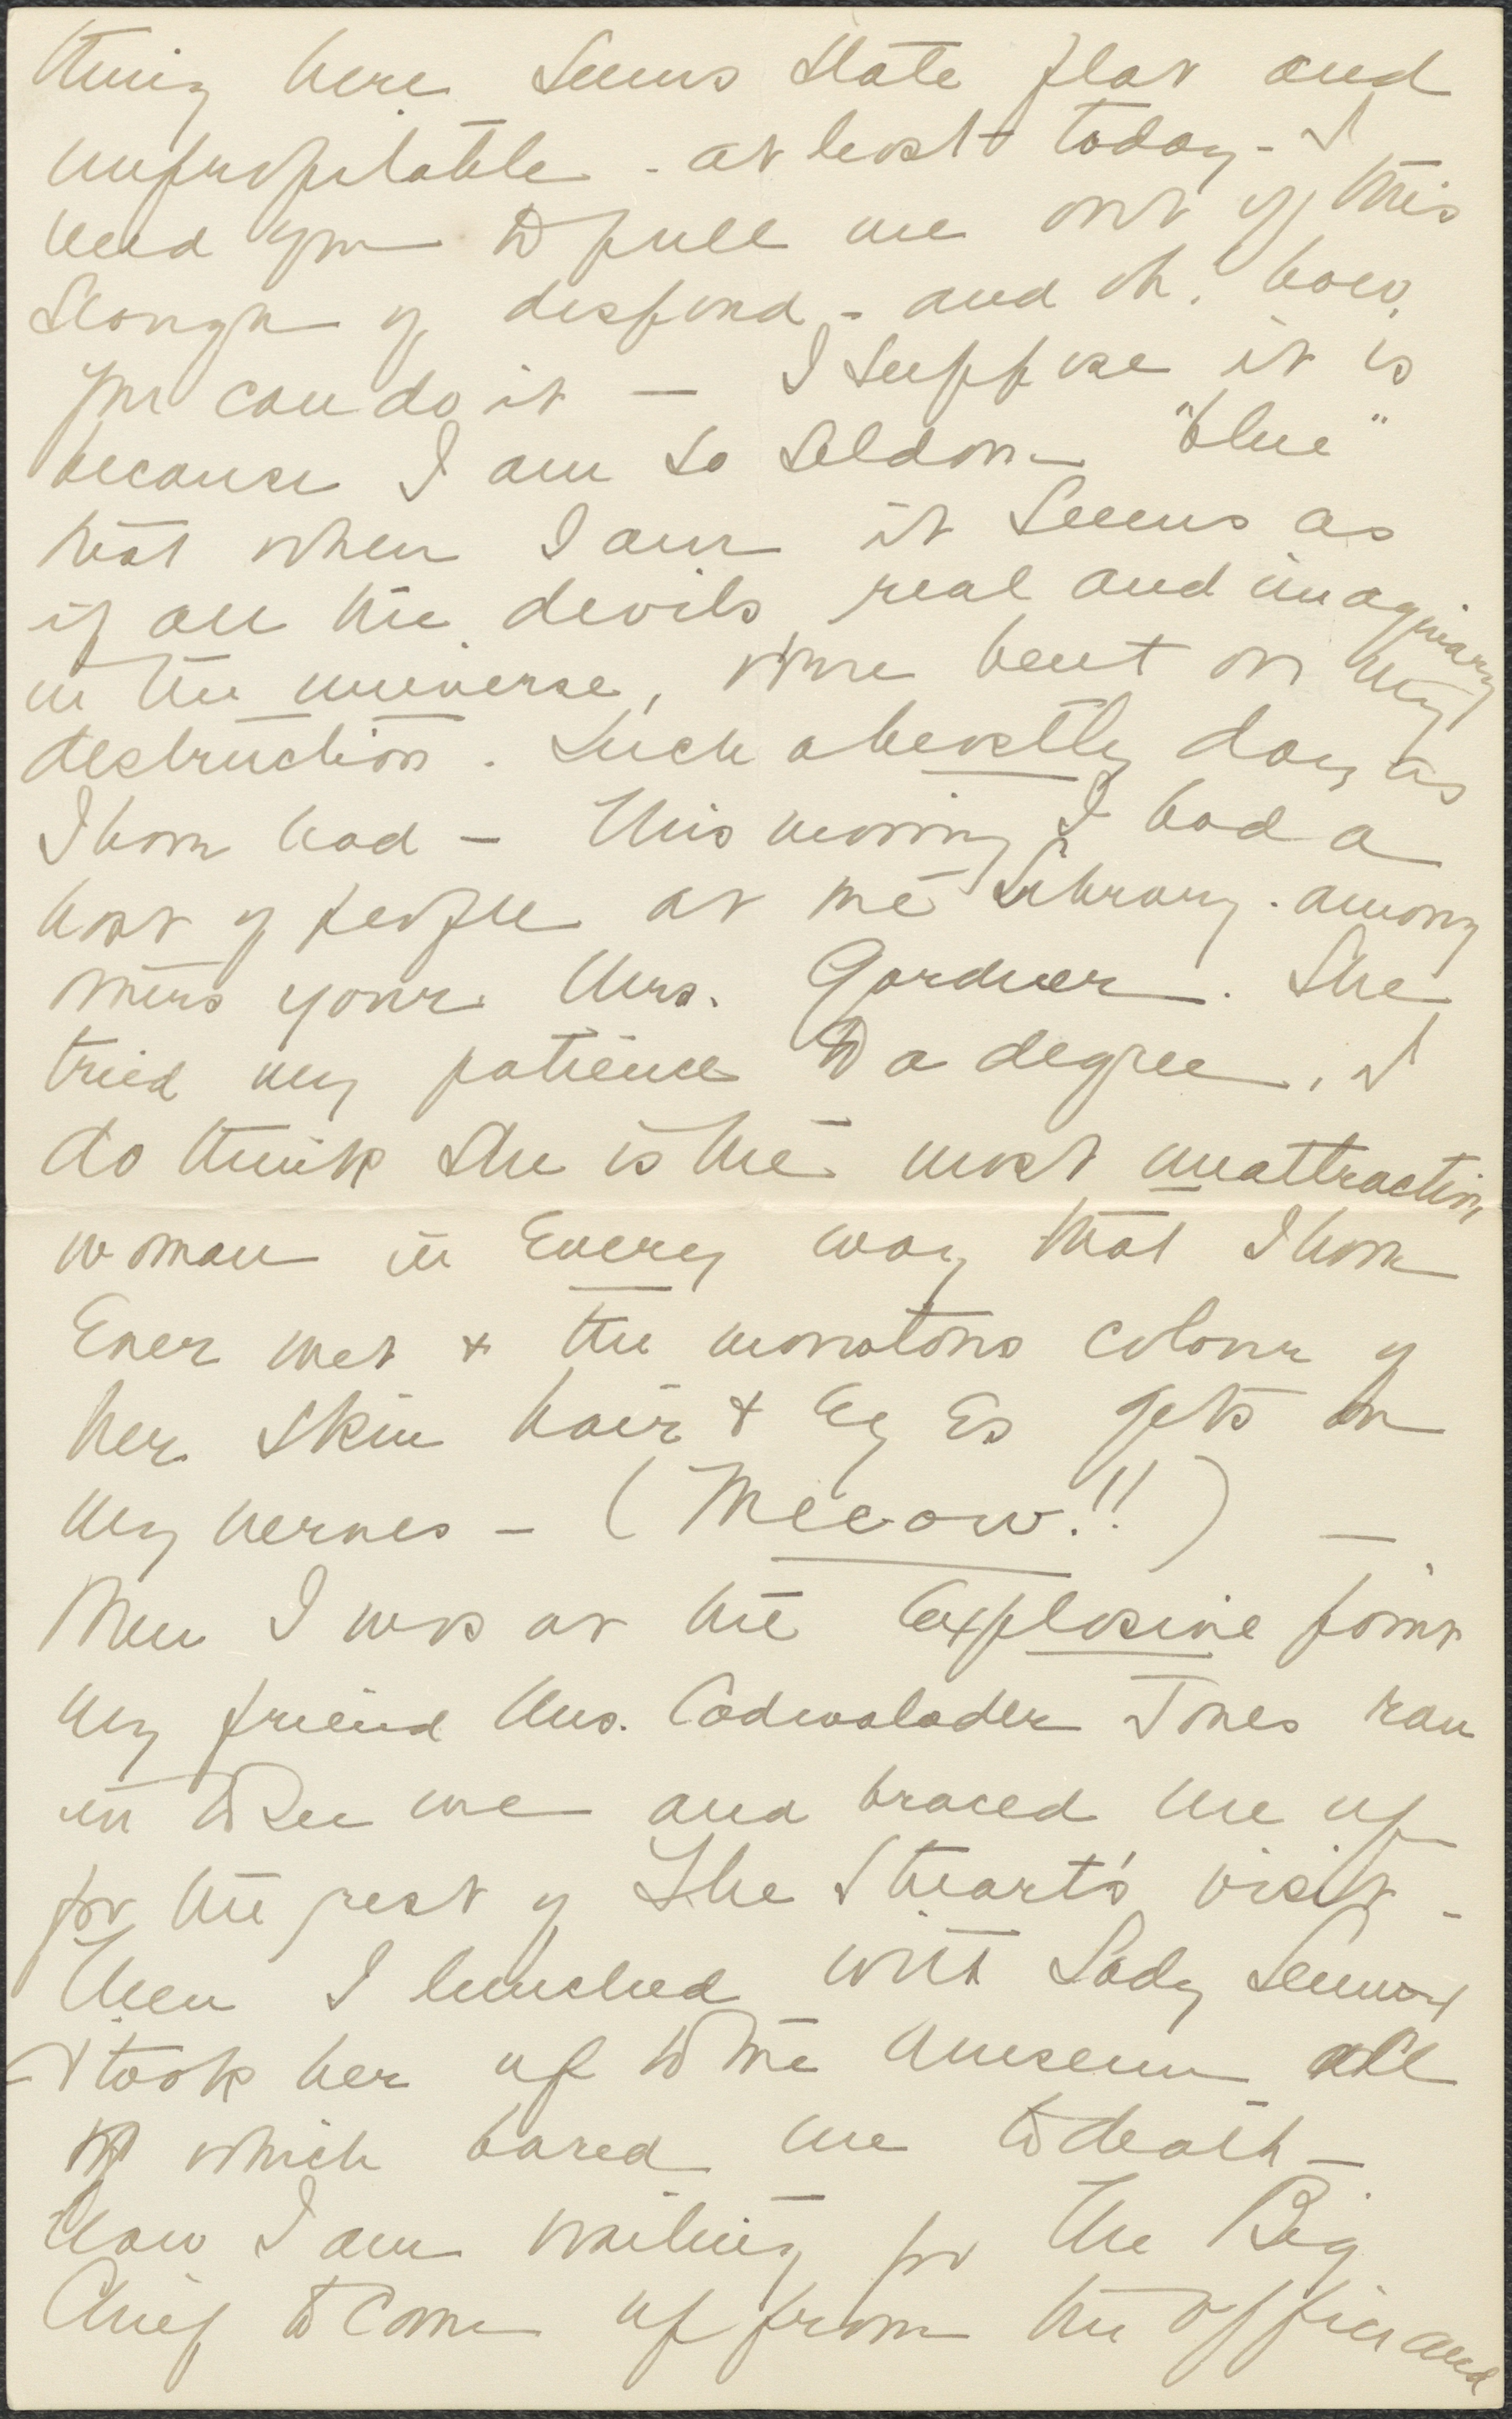 thing here seems stale flat and
unprofitable - at least today - I
need you to pull me out of this
Slough of despond - and oh! how
you can do it — I suppose it is
because I am so seldom "blue"
that when I am it seems as
if all the devils real and imaginary
in the universe, were bent on my
destruction. Such a beastly day as
I have had - This morning I had a
host of people at the Library - among
others your Mrs. Gardner. She
tried my patience to a degree, I
do think she is the most unattractive
woman in every way that I have
ever met & the monotons colour of
her skin hair & eyes gets on
my nerves - (Meeow!!) —
When I was at the explosive point
my friend Mrs. Cadwalader Jones ran
in to see me and braced me up
for the rest of the Stuart's visit -
Then I lunched with Lady
& took her up to the Museum all
of which bored me to death -
Now I am waiting for the Big
Chief to come up from the office and